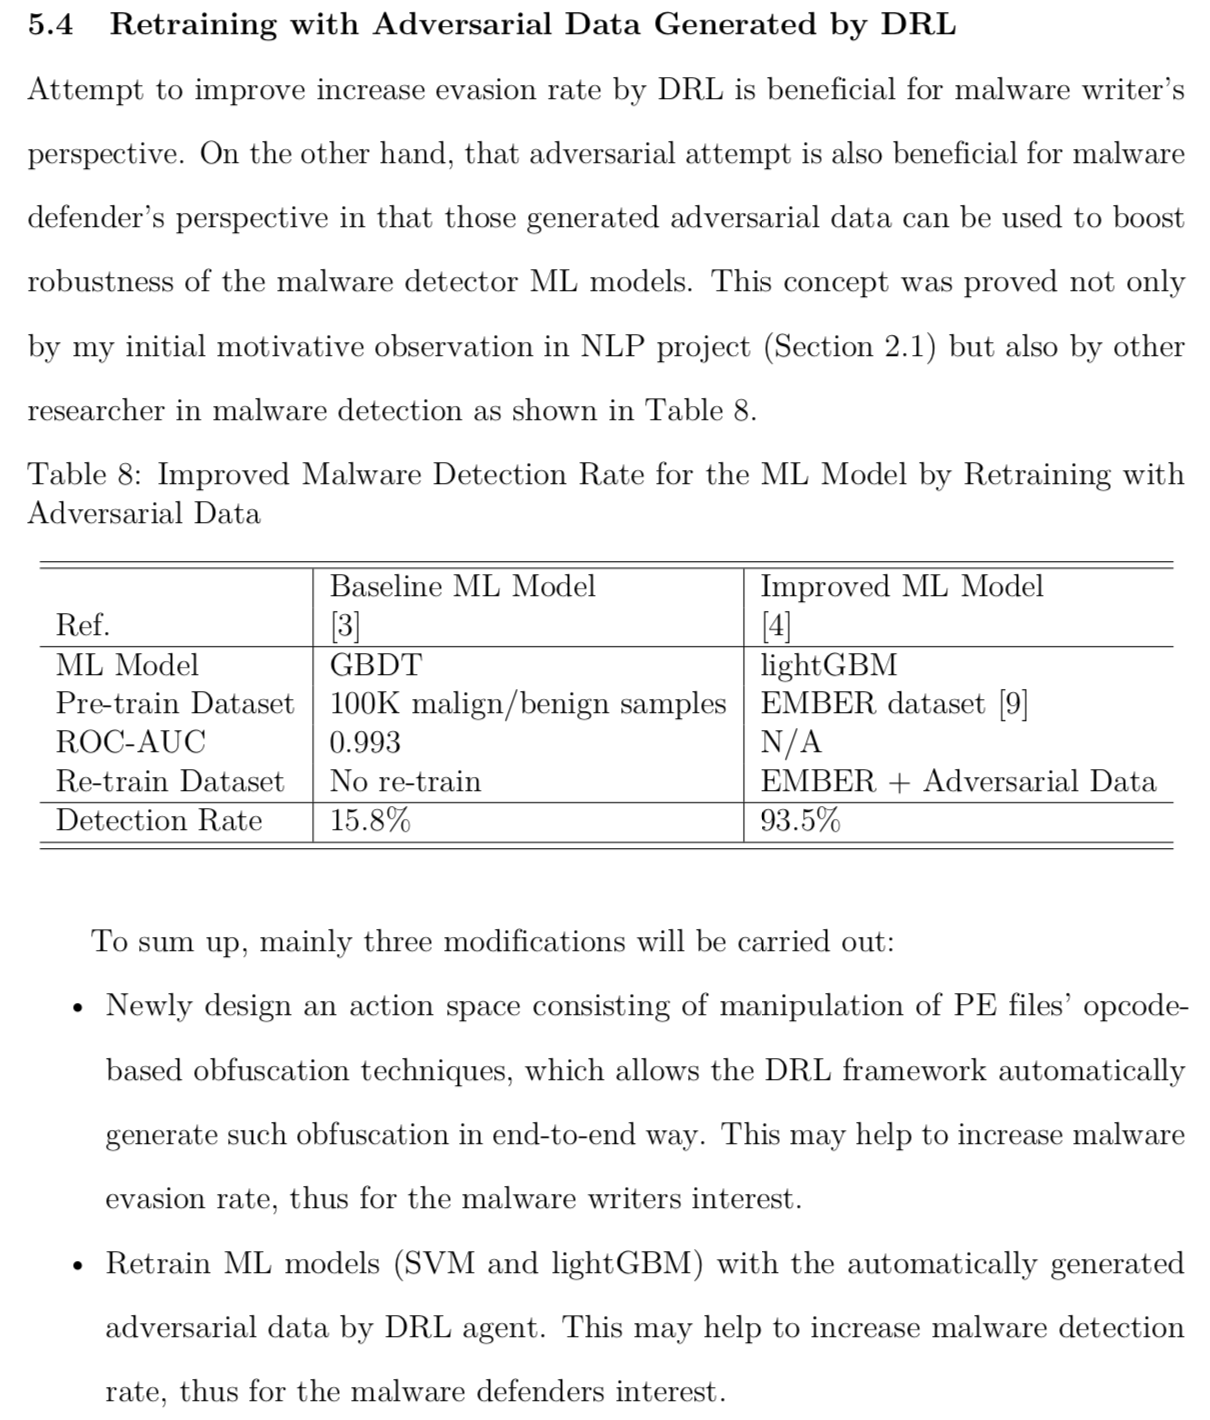 5.4 Retraining with Adversarial Data Generated by DRL
Attempt to improve increase evasion rate by DRL is beneficial for malware writer's
perspective. On the other hand, that adversarial attempt is also beneficial for malware
defender's perspective in that those generated adversarial data can be used to boost
robustness of the malware detector ML models. This concept was proved not only
by my initial motivative observation in NLP project (Section 2.1) but also by other
researcher in malware detection as shown in Table 8.
Table 8: Improved Malware Detection Rate for the ML Model by Retraining with
Adversarial Data
Baseline ML Model Improved ML Model
Ref. [3] [4]
ML Model GBDT lightGBM
Pre-train Dataset 100K malign/benign samples EMBER dataset [9]
ROC-AUC 0.993 N/A
Re-train Dataset No re-train EMBER + Adversarial Data
Detection Rate 15.8% 93.5%
To sum up, mainly three modifications will be carried out:
• Newly design an action space consisting of manipulation of PE files' opcode-
based obfuscation techniques, which allows the DRL framework automatically
generate such obfuscation in end-to-end way. This may help to increase malware
evasion rate, thus for the malware writers interest.
• Retrain ML models (SVM and lightGBM) with the automatically generated
adversarial data by DRL agent. This may help to increase malware detection
rate, thus for the malware defenders interest.